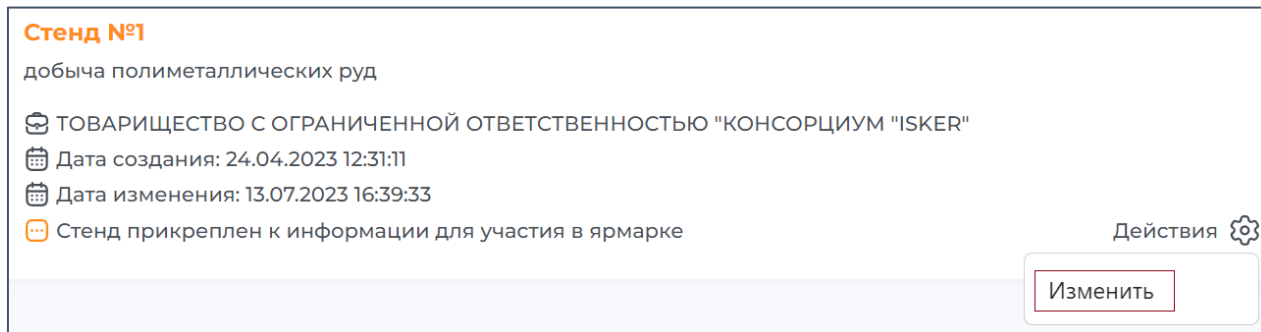 Стенд №1
добыча полиметаллических руд
ТОВАРИЩЕСТВО С ОГРАНИЧЕННОЙ ОТВЕТСТВЕННОСТЬЮ "КОНСОРЦИУМ "ISKER"
Дата создания: 24.04.2023 12:31:11
Дата изменения: 13.07.2023 16:39:33
Стенд прикреплен к информации для участия в ярмарке
Действия
Изменить